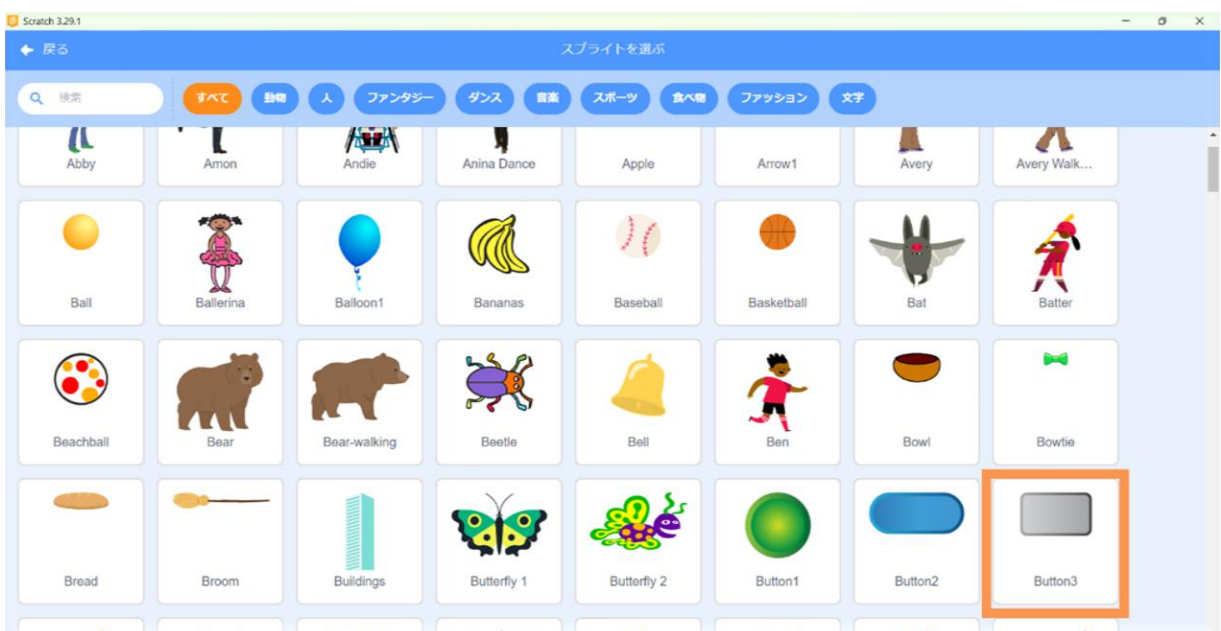 Scratch 3.29.1
戻る
スプライトを選ぶ
検索 すべて 動物 人 ファンタジー ダンス 音楽 スポーツ 食べ物 ファッション 文字
Abby Amon Andie Anina Dance Apple Arrow1 Avery Avery Walk...
Ball Ballerina Balloon1 Bananas Baseball Basketball Bat Batter
Beachball Bear Bear-walking Beetle Bell Ben Bowl Bowtie
Bread Broom Buildings Butterfly 1 Butterfly 2 Button1 Button2 Button3